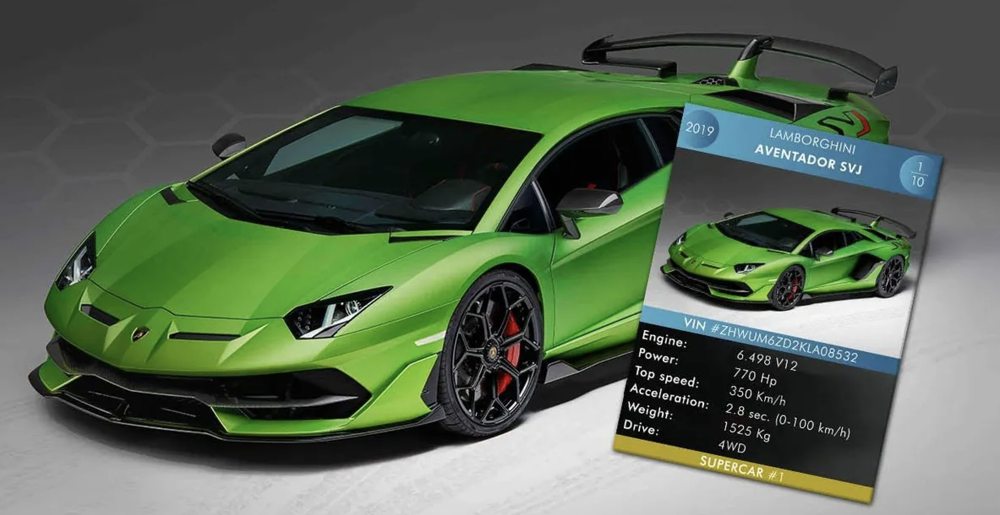 2019
LAMBORGHINI
AVENTADOR SVJ
1
10
VIN #ZHWUM6ZD2KLA08532
Engine: 6.498 V12
Power: 770 Hp
Top speed: 350 Km/h
Acceleration: 2.8 sec. (0-100 km/h)
Weight: 1525 Kg
Drive: 4WD
SUPERCAR #1